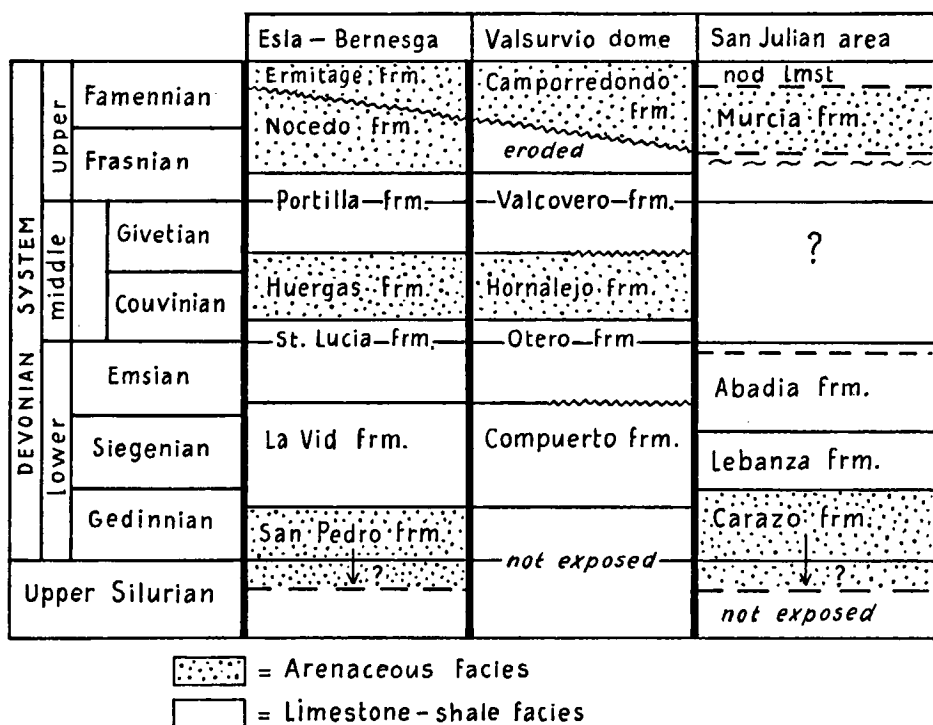 Esla – Bernesga
Valsurvio dome
San Julian area
DEVONIAN SYSTEM
Upper
middle
Lower
Famennian
Frasnian
Givetian
Couvinian
Emsian
Siegenian
Gedinnian
Upper Silurian
Ermitage frm.
Nocedo frm.
Portilla frm.
Huergas frm.
St. Lucia frm.
La Vid frm.
San Pedro frm.
?
Camporredondo
frm.
eroded
Valcovero frm.
Hornalejo frm.
Otero frm
Compuerto frm.
not exposed
nod lmst
Murcia frm.
?
Abadia frm.
Lebanza frm.
Carazo frm.
?
not exposed
= Arenaceous facies
= Limestone-shale facies